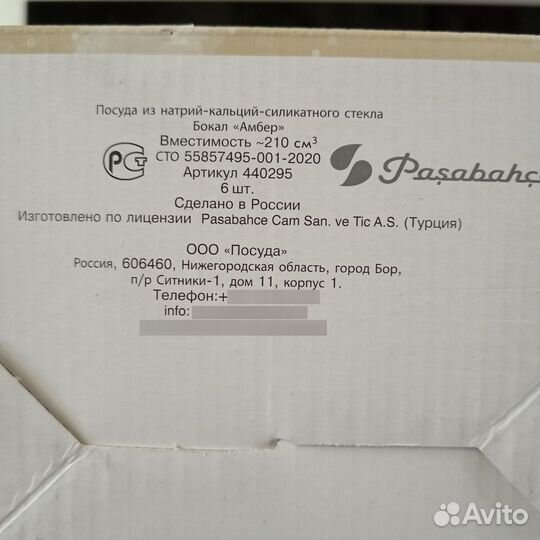 Посуда из натрий-кальций-силикатного стекла
Бокал «Амбер»
Вместимость ~210 см³
СТО 55857495-001-2020
Артикул 440295
6 шт.
Сделано в России
Изготовлено по лицензии Pasabahce Cam San. ve Tic A.S. (Турция)
Paşabahçe
ООО «Посуда»
Россия, 606460, Нижегородская область, город Бор,
п/р Ситники-1, дом 11, корпус 1.
Телефон:+
info:
Avito